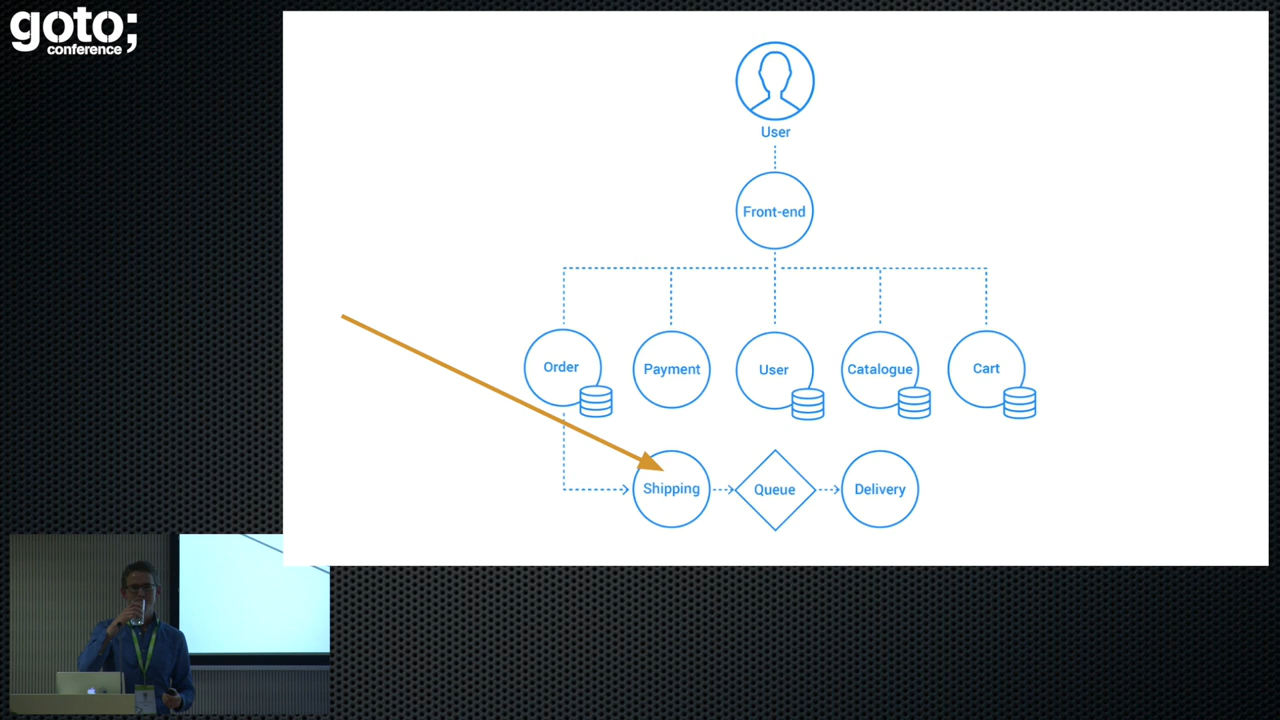 goto;
conference
User
Front-end
Order
Payment
User
Catalogue
Cart
Shipping
Queue
Delivery